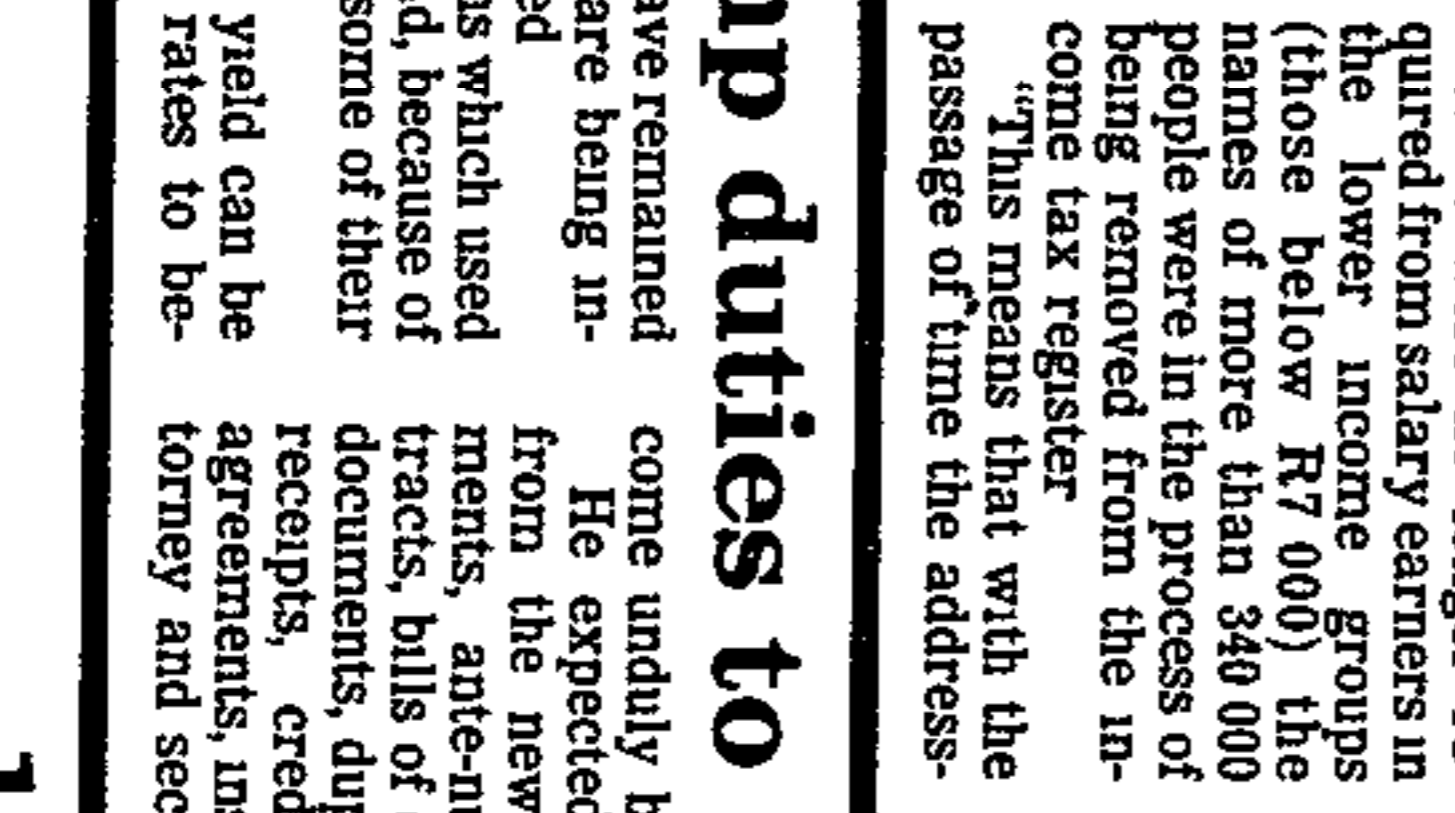 quired from salary earners in
the lower income groups
(those below R7 000) the
names of more than 340 000
people were in the process of
being removed from the in-
come tax register
"This means that with the
passage of time the address-
duties to
ave remained
are being in-
ed
ns which used
d, because of
some of their
yield can be
rates to be-
come unduly b
He expected
from the new
ments, ante-nu
tracts, bills of
documents, dup
receipts, cred
agreements, ins
torney and sec